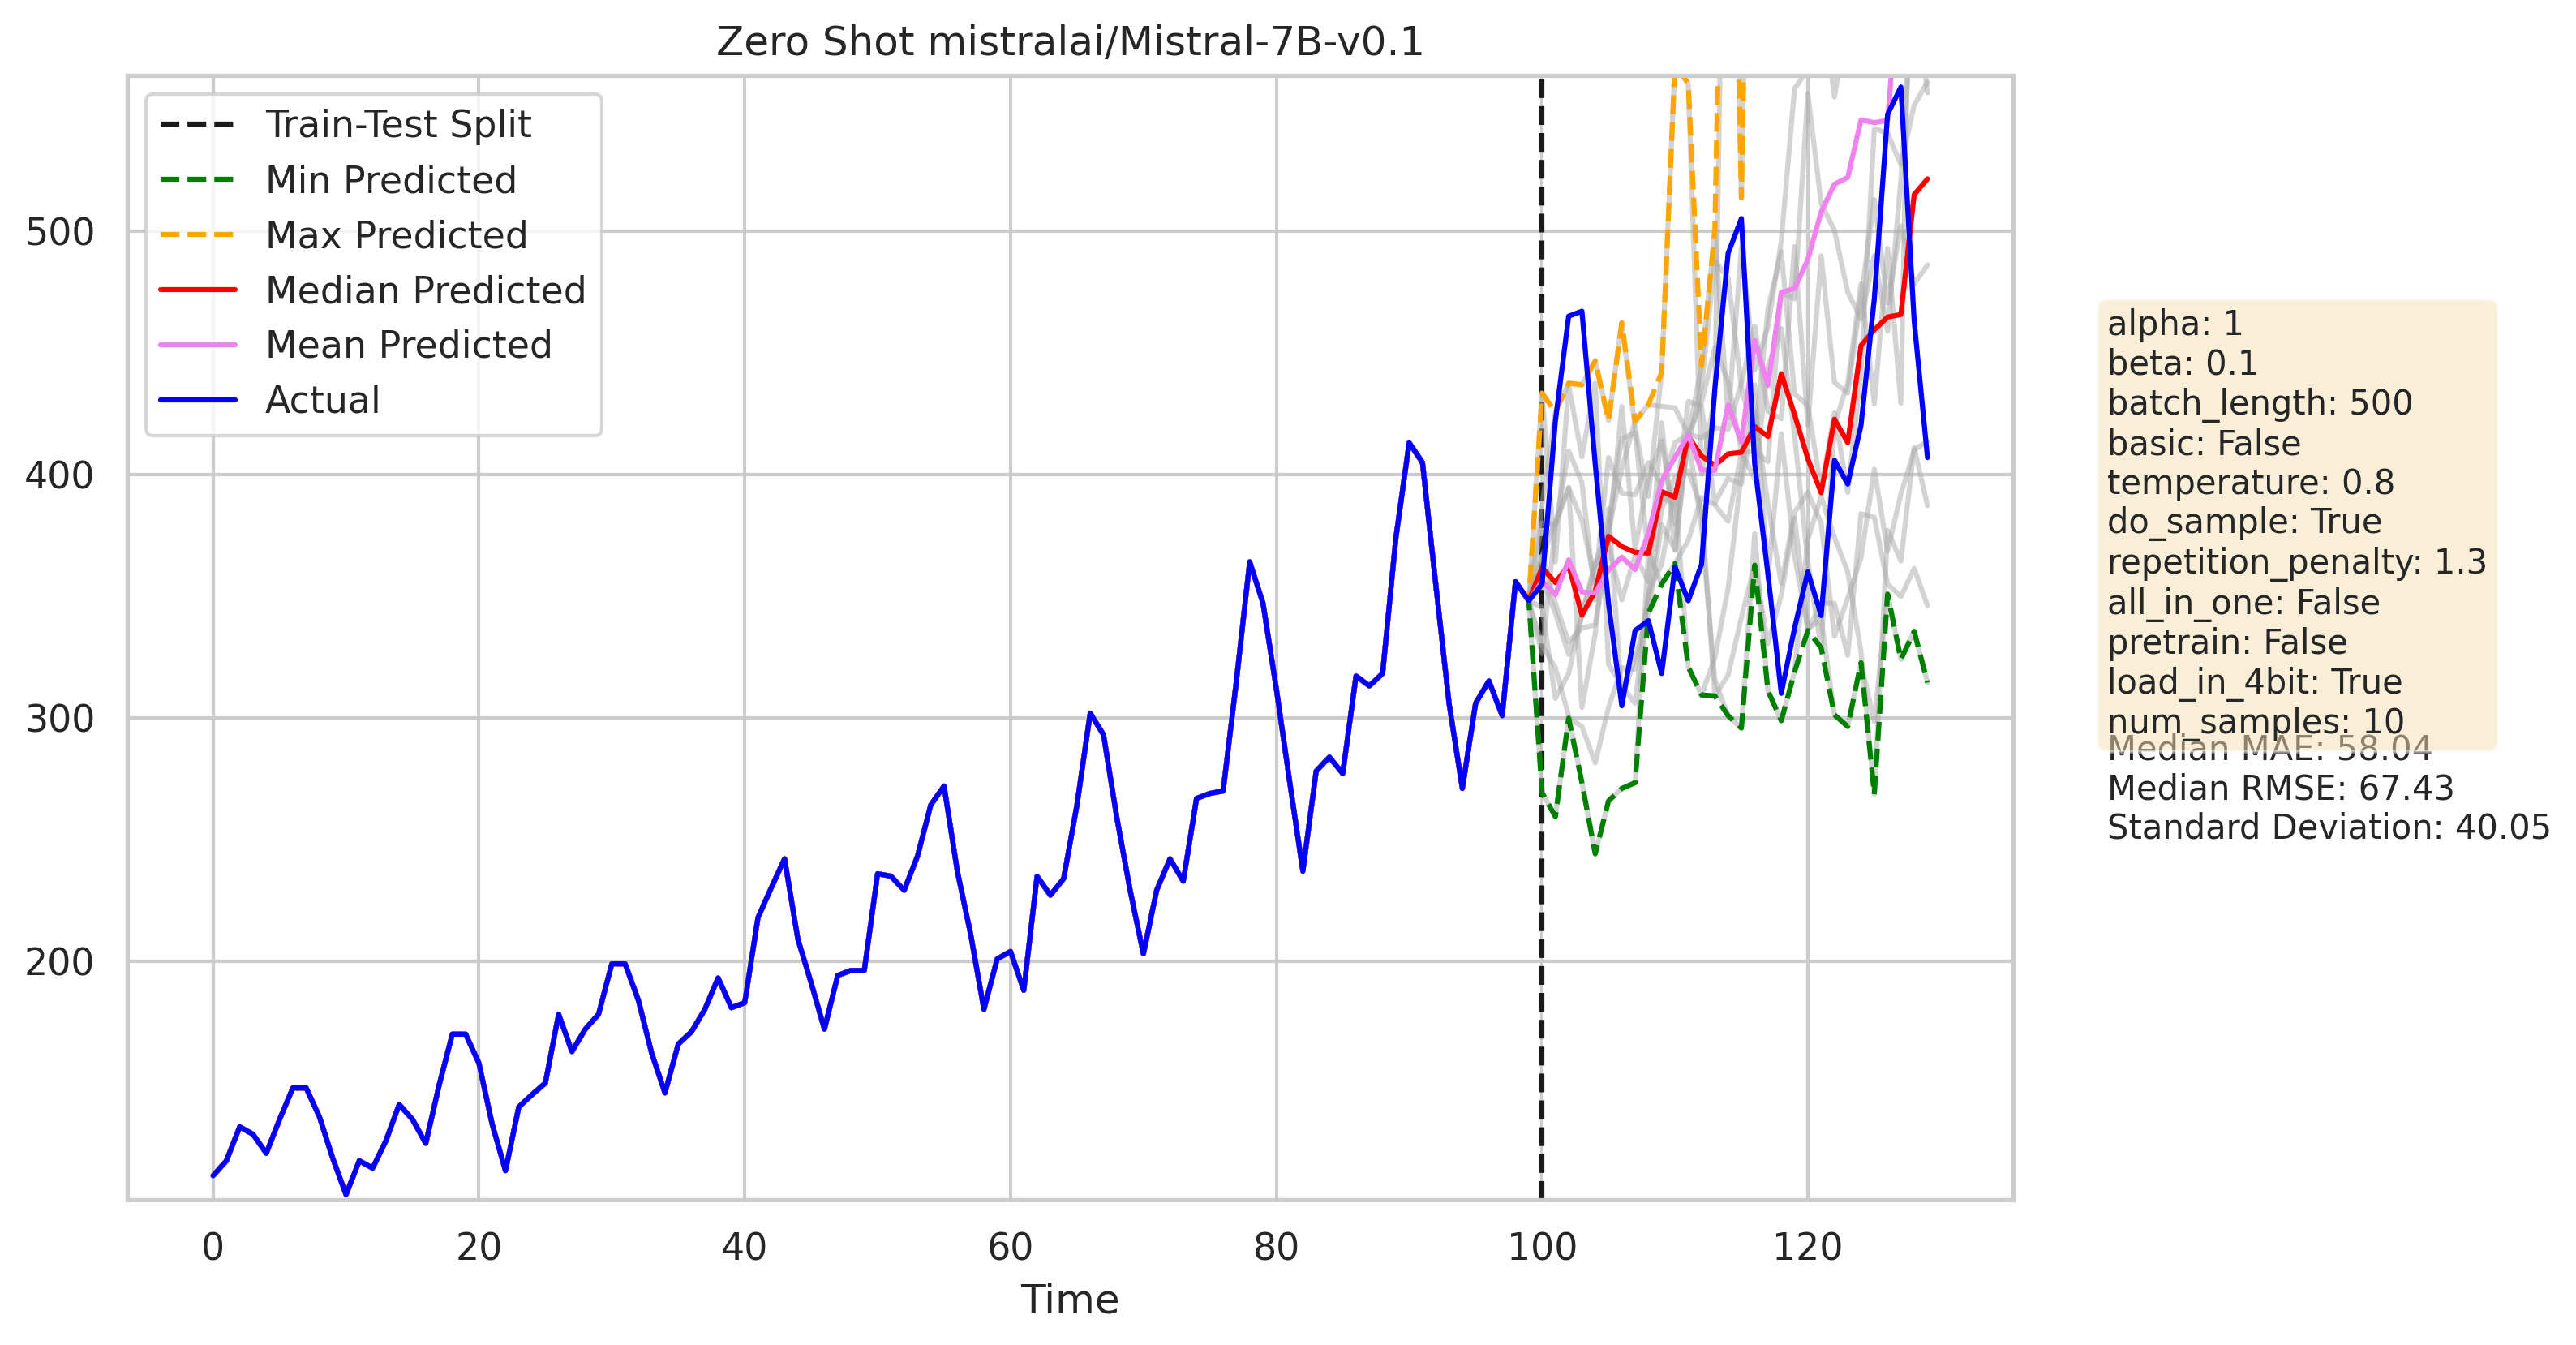 Zero Shot mistralai/Mistral-7B-v0.1
Train-Test Split
Min Predicted
Max Predicted
Median Predicted
Mean Predicted
Actual
500
400
300
200
0
20
40
60
80
100
120
Time
alpha: 1
beta: 0.1
batch_length: 500
basic: False
temperature: 0.8
do_sample: True
repetition_penalty: 1.3
all_in_one: False
pretrain: False
load_in_4bit: True
num_samples: 10
Median MAE: 58.04
Median RMSE: 67.43
Standard Deviation: 40.05